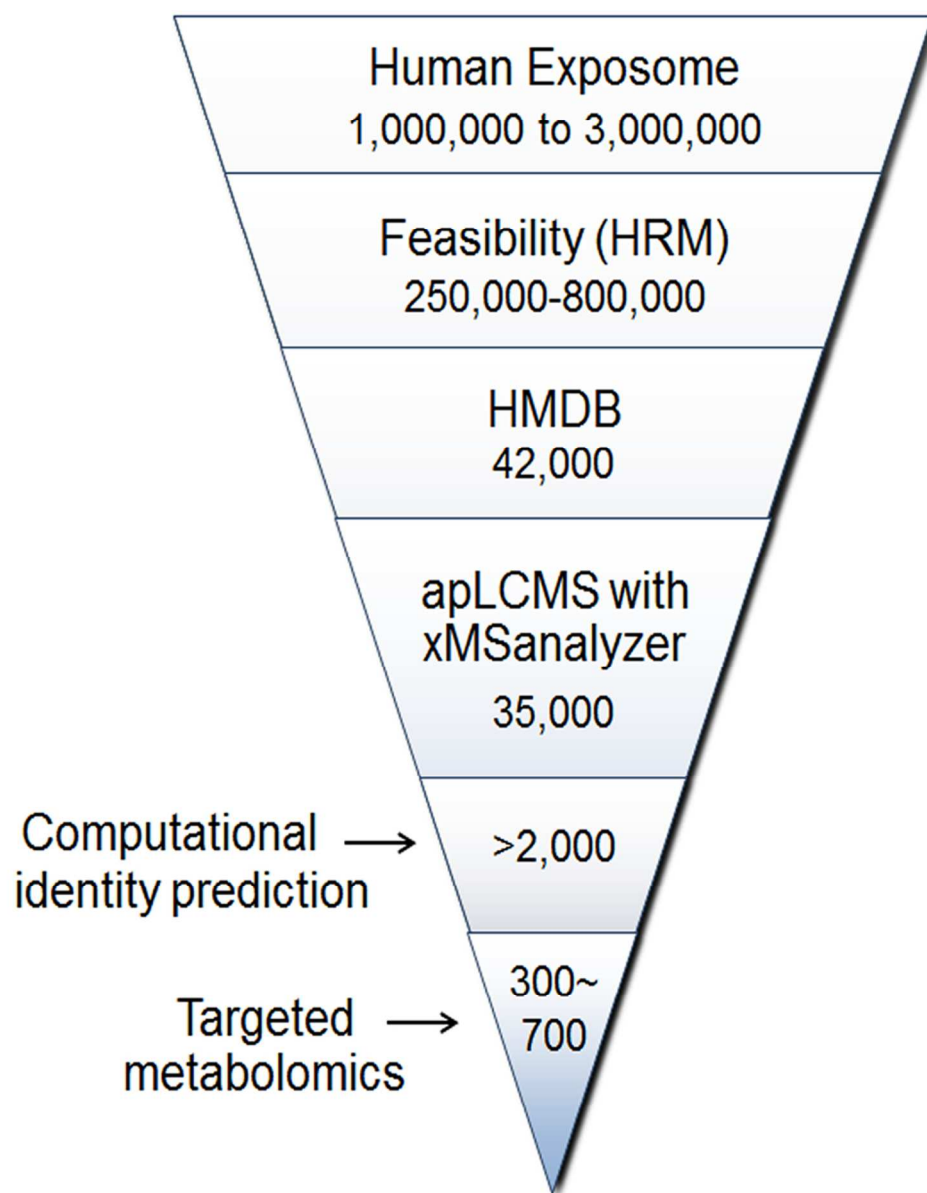 Human Exposome
1,000,000 to 3,000,000
Feasibility (HRM)
250,000-800,000
HMDB
42,000
apLCMS with
xMSanalyzer
35,000
Computational
identity prediction
>2,000
Targeted
metabolomics
300~
700